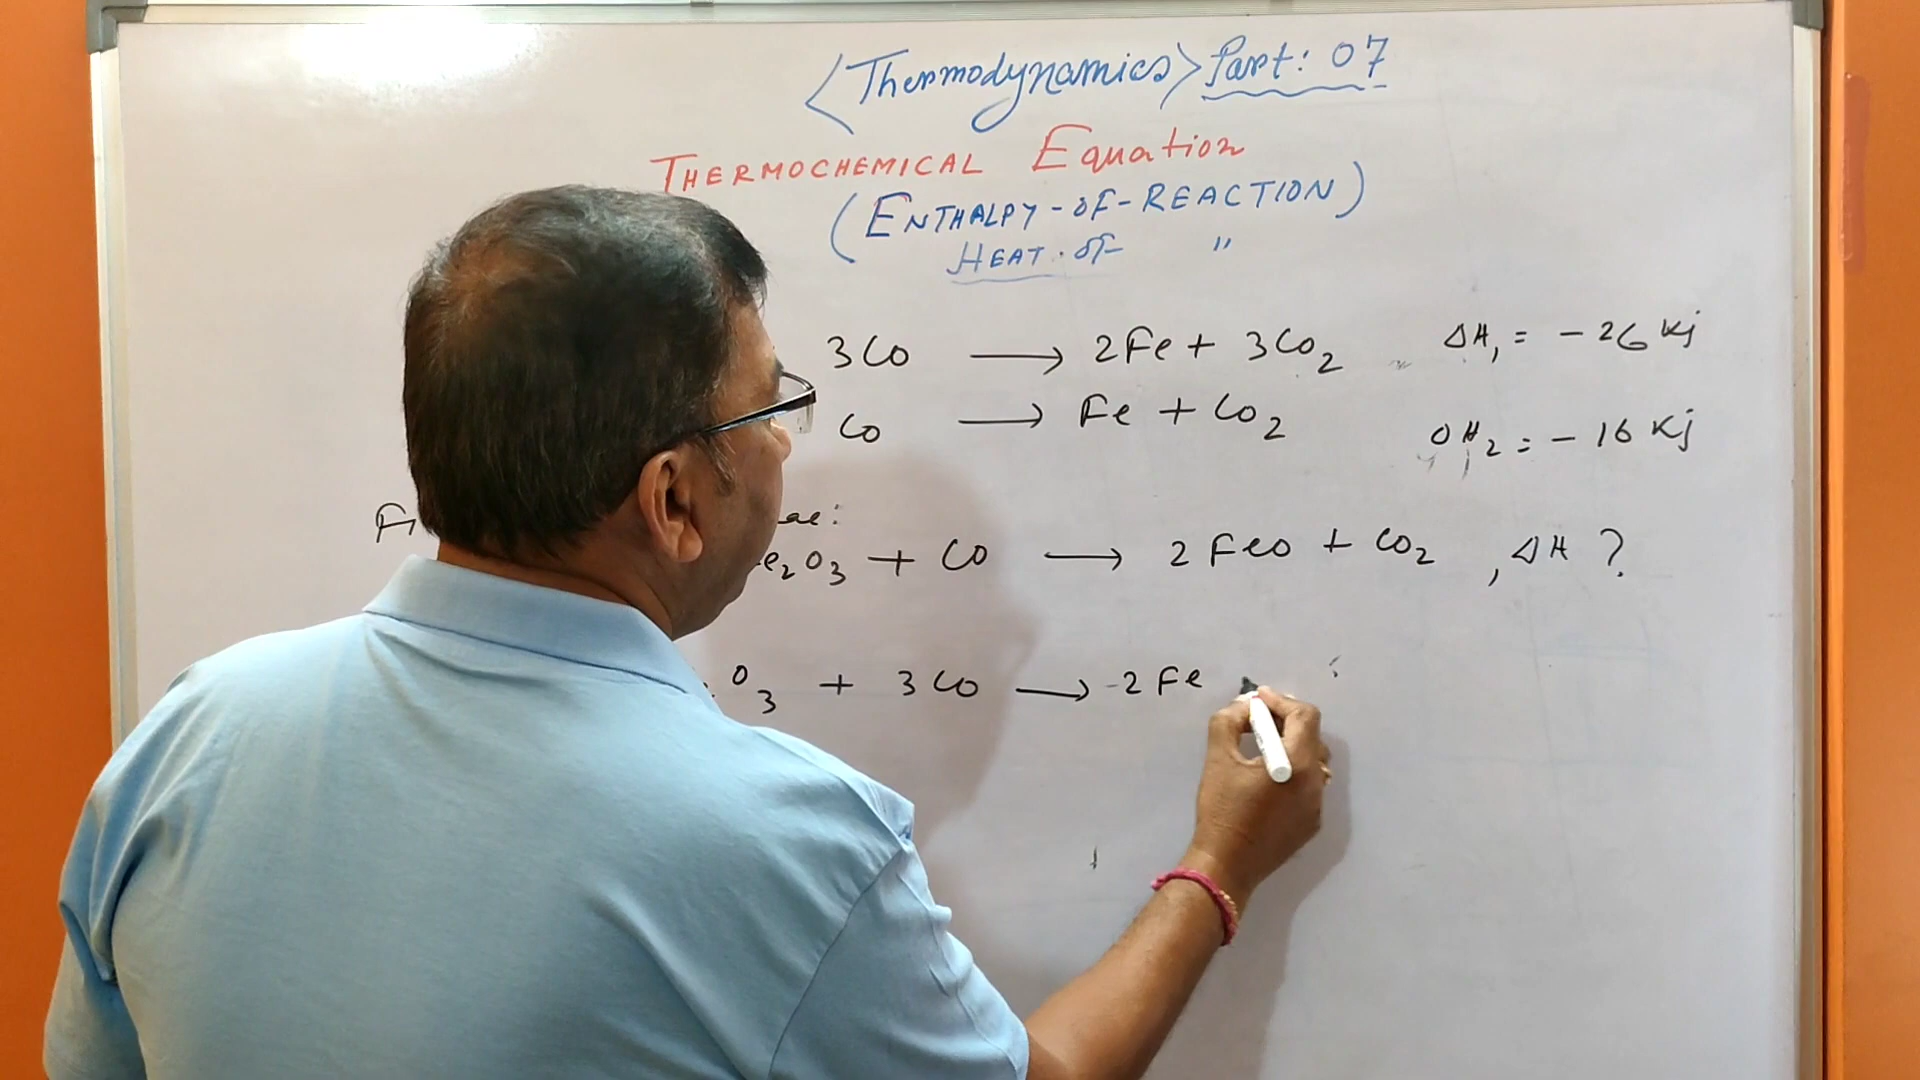 <Thermodynamics> Part: 07
THERMOCHEMICAL Equation
(ENTHALPY-OF-REACTION)
HEAT. OF "
3CO → 2Fe + 3CO2 ΔH1 = - 26 Kj
CO → Fe + CO2 ΔH2 = - 16 Kj
e2O3 + CO → 2FeO + CO2 , ΔH ?
O3 + 3CO → 2Fe